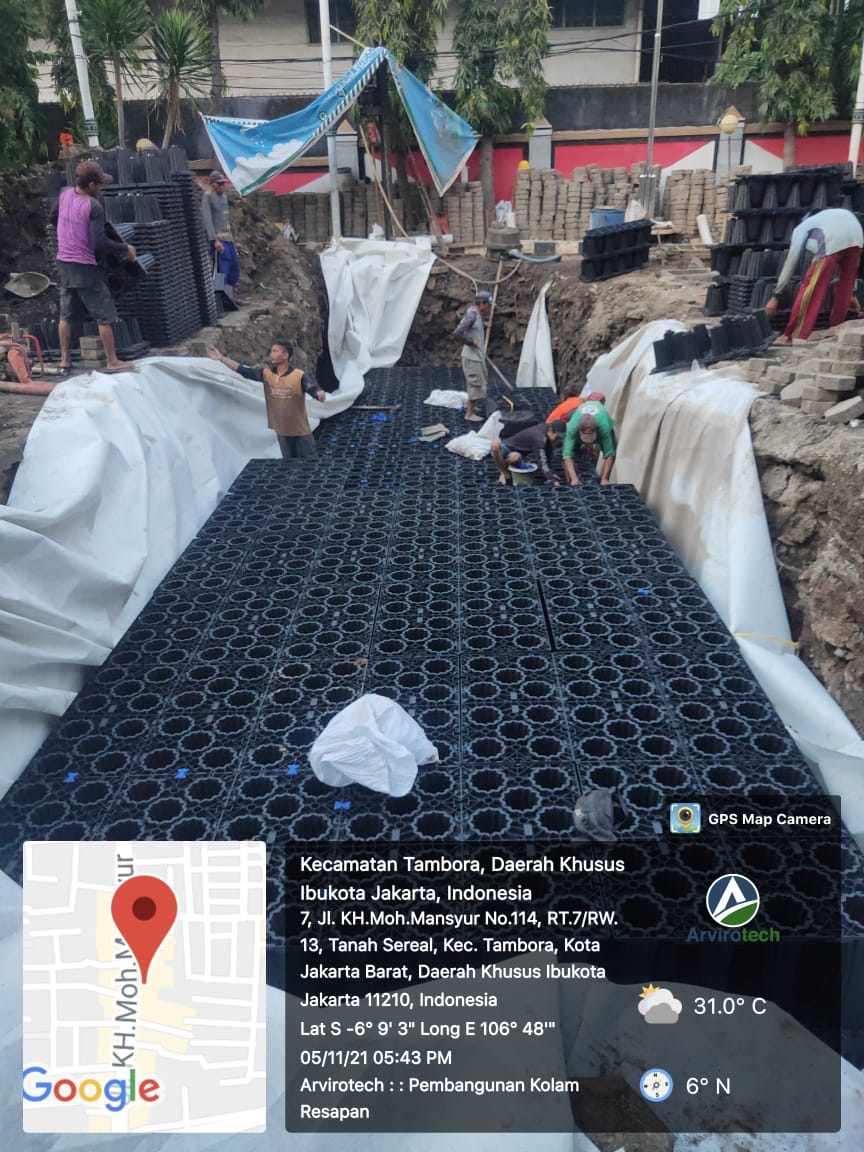 GPS Map Camera
Kecamatan Tambora, Daerah Khusus
Ibukota Jakarta, Indonesia
7, Jl. KH.Moh.Mansyur No.114, RT.7/RW.
13, Tanah Sereal, Kec. Tambora, Kota
Jakarta Barat, Daerah Khusus Ibukota
Jakarta 11210, Indonesia
Lat S -6° 9' 3" Long E 106° 48'"
05/11/21 05:43 PM
Arvirotech : : Pembangunan Kolam
Resapan
Arvirotech
31.0° C
6° N
KH.Moh.M
ur
Google